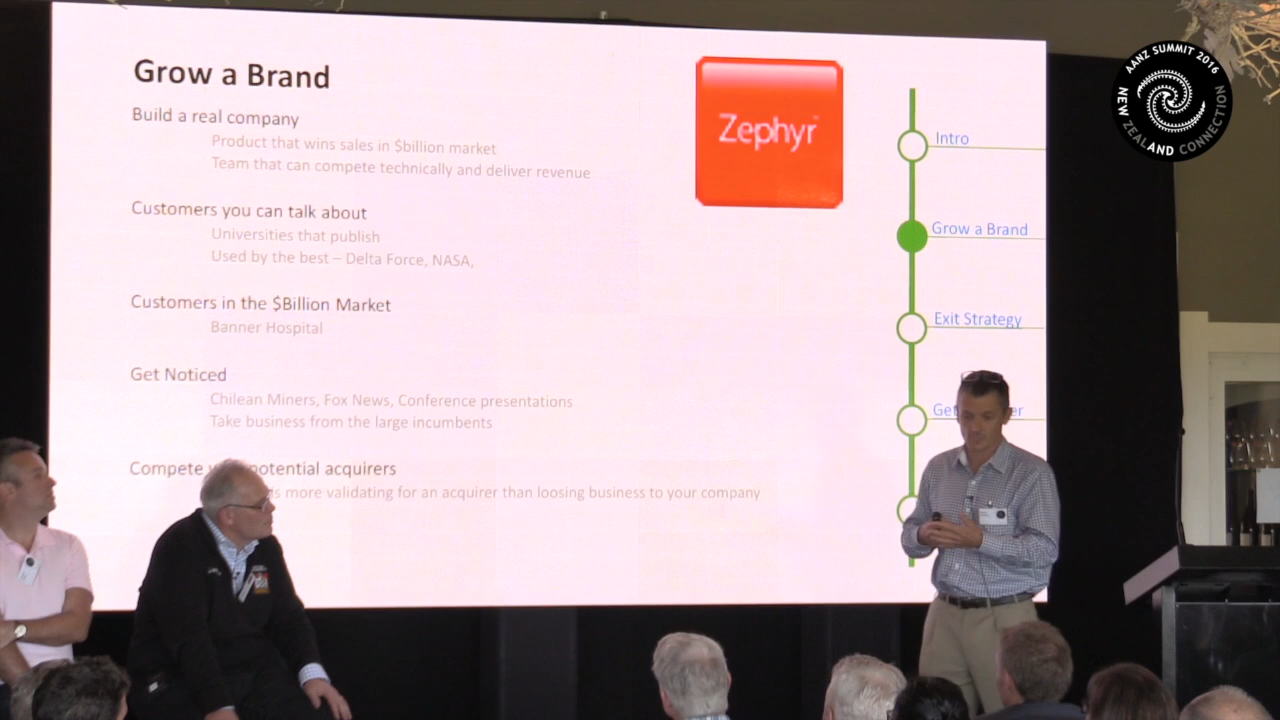 Grow a Brand
Build a real company
Product that wins sales in $billion market
Team that can compete technically and deliver revenue
Customers you can talk about
Universities that publish
Used by the best – Delta Force, NASA,
Customers in the $Billion Market
Banner Hospital
Get Noticed
Chilean Miners, Fox News, Conference presentations
Take business from the large incumbents
Compete potential acquirers
more validating for an acquirer than loosing business to your company
Zephyr
Intro
Grow a Brand
Exit Strategy
AANZ SUMMIT 2016
NEW ZEALAND CONNECTION